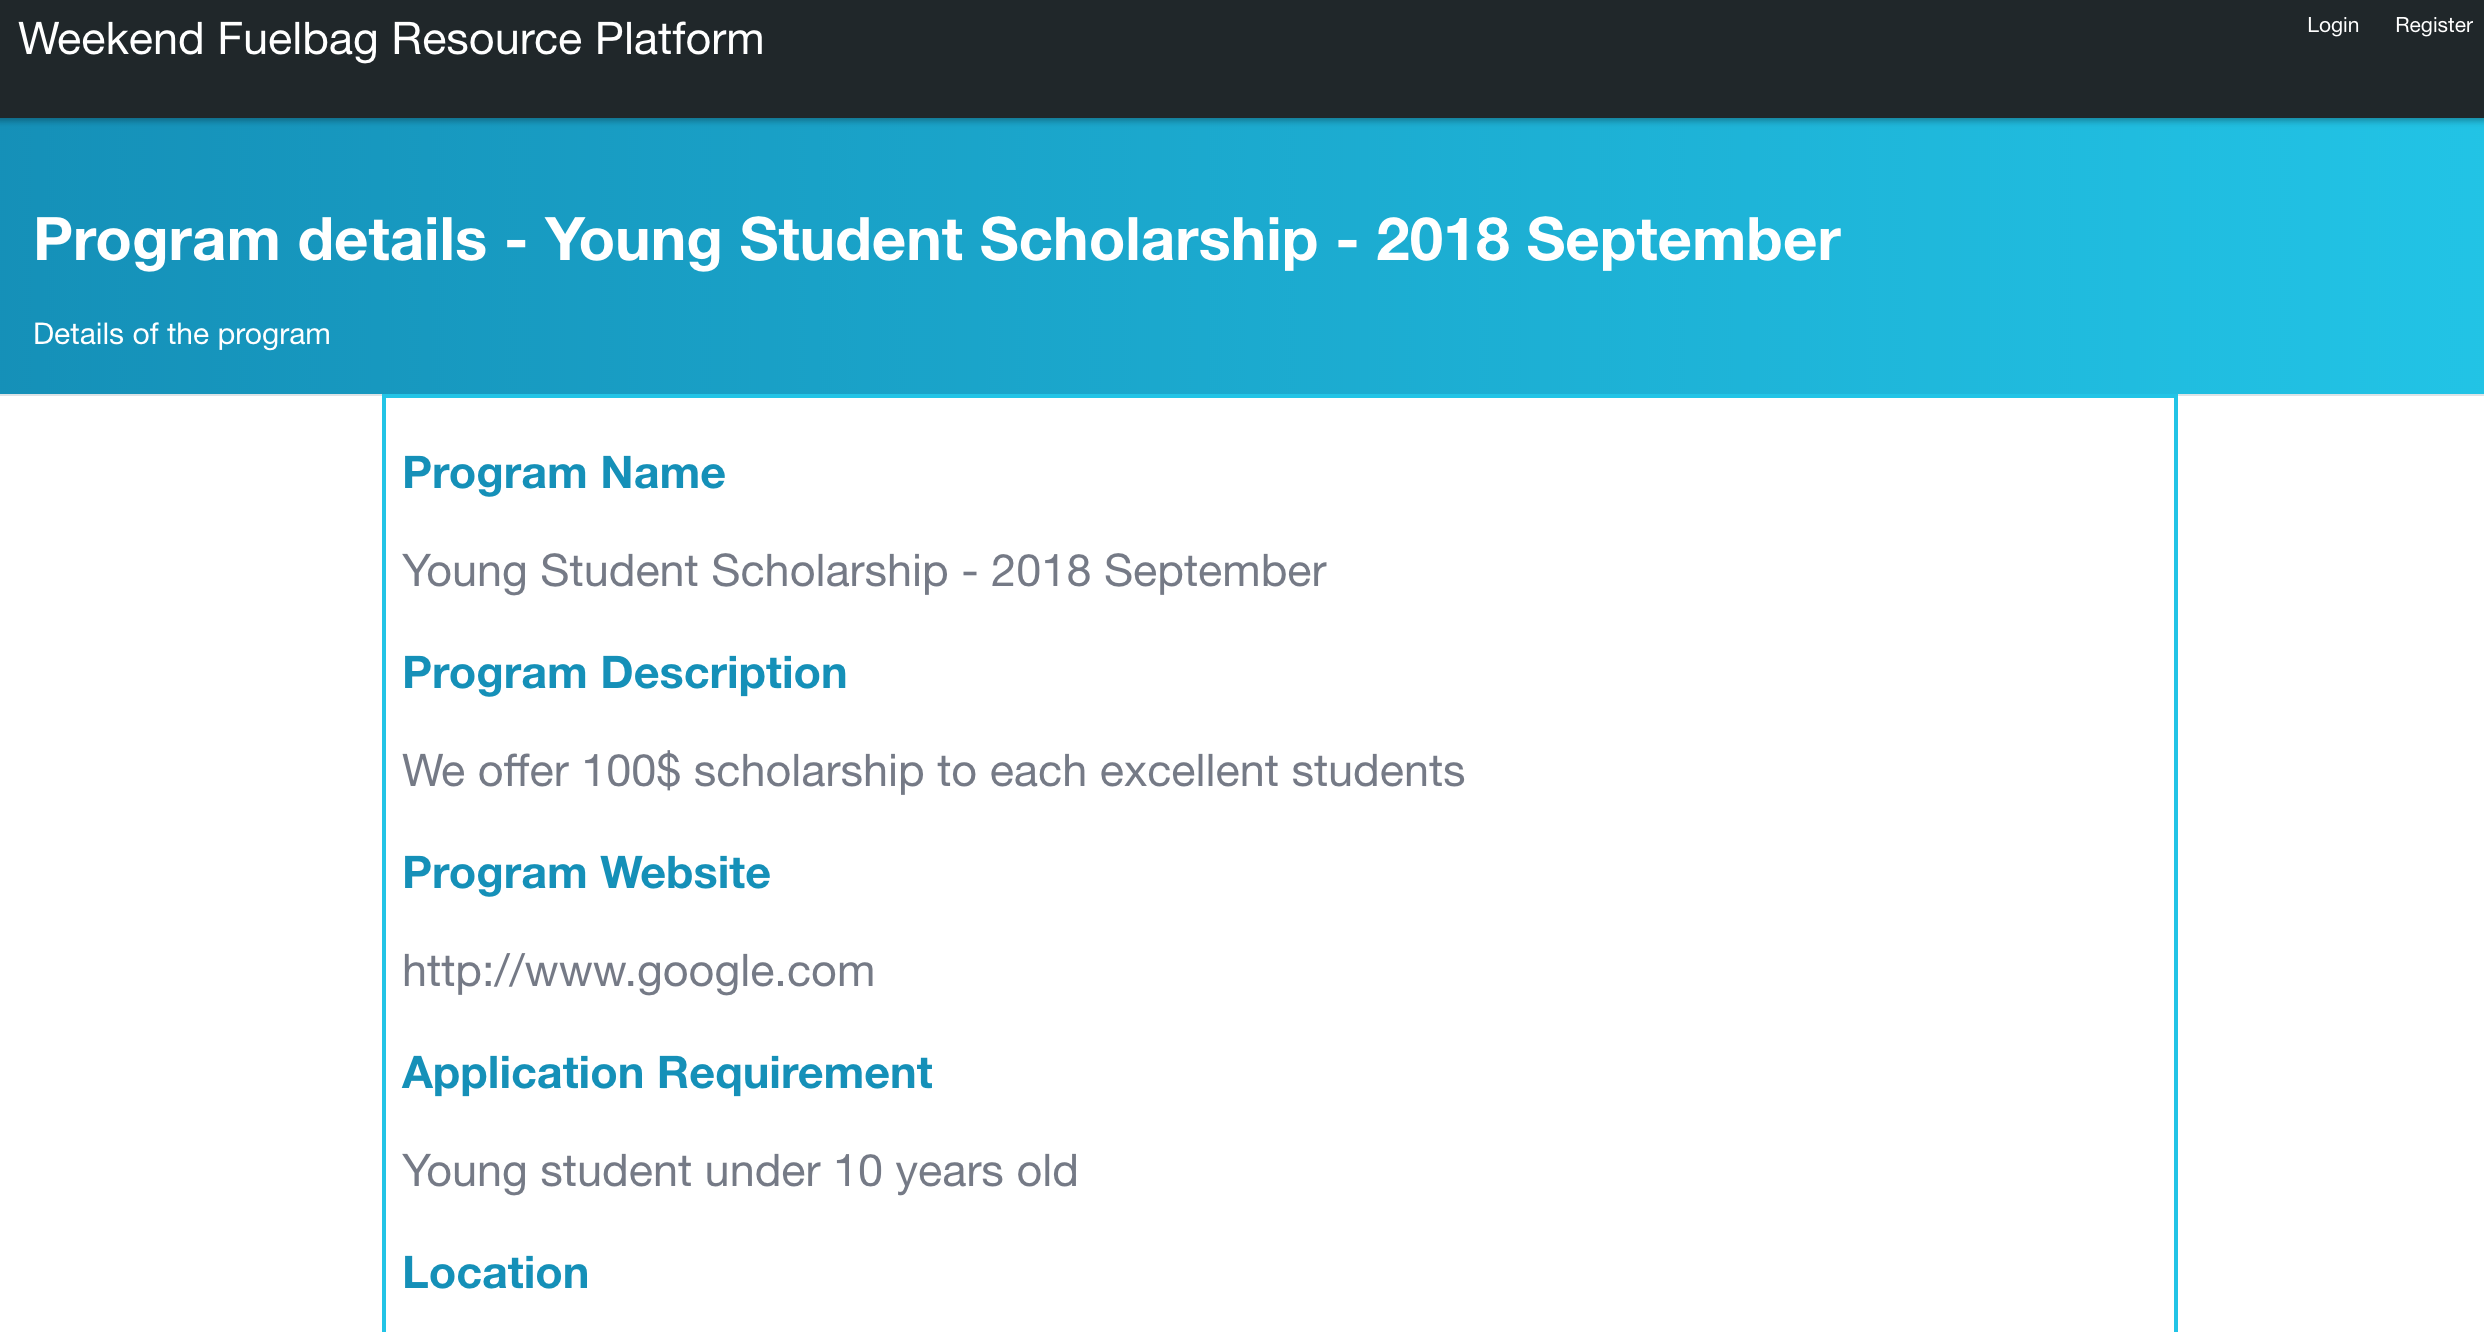 Weekend Fuelbag Resource Platform
Login Register
Program details - Young Student Scholarship - 2018 September
Details of the program
Program Name
Young Student Scholarship - 2018 September
Program Description
We offer 100$ scholarship to each excellent students
Program Website
http://www.google.com
Application Requirement
Young student under 10 years old
Location